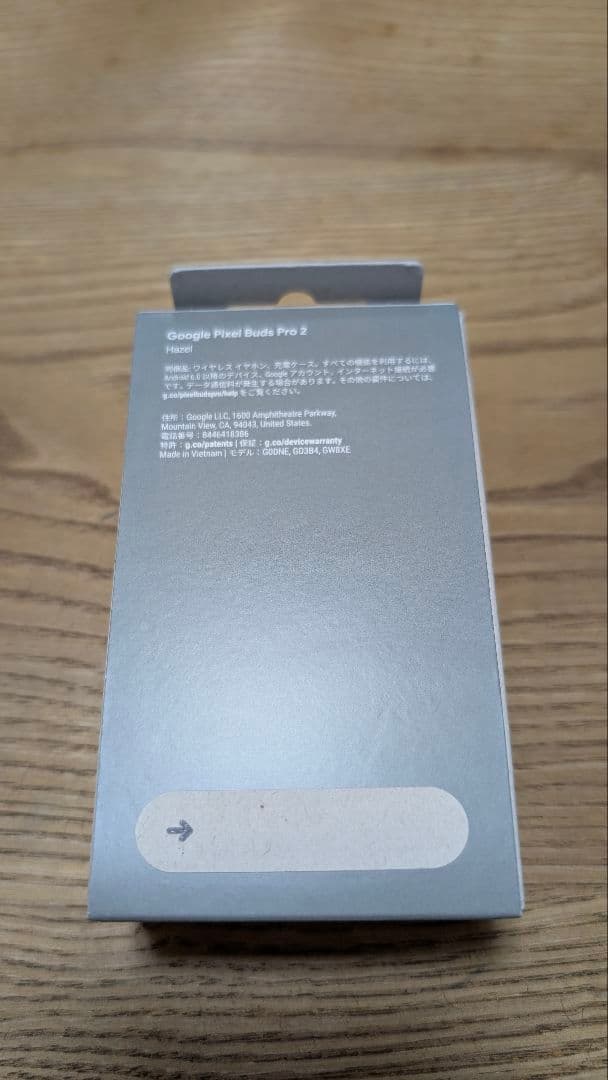 Google Pixel Buds Pro 2
Hazel
同梱品: ワイヤレス イヤホン、充電ケース。すべての機能を利用するには、
Android 6.0 以降のデバイス、Google アカウント、インターネット接続が必要
です。データ通信料が発生する場合があります。その他の要件については、
g.co/pixelbudspro/help をご覧ください。
住所：Google LLC, 1600 Amphitheatre Parkway,
Mountain View, CA, 94043, United States.
電話番号：8446418386
特許：g.co/patents | 保証：g.co/devicewarranty
Made in Vietnam | モデル：G0DNE, GD3B4, GW8XE